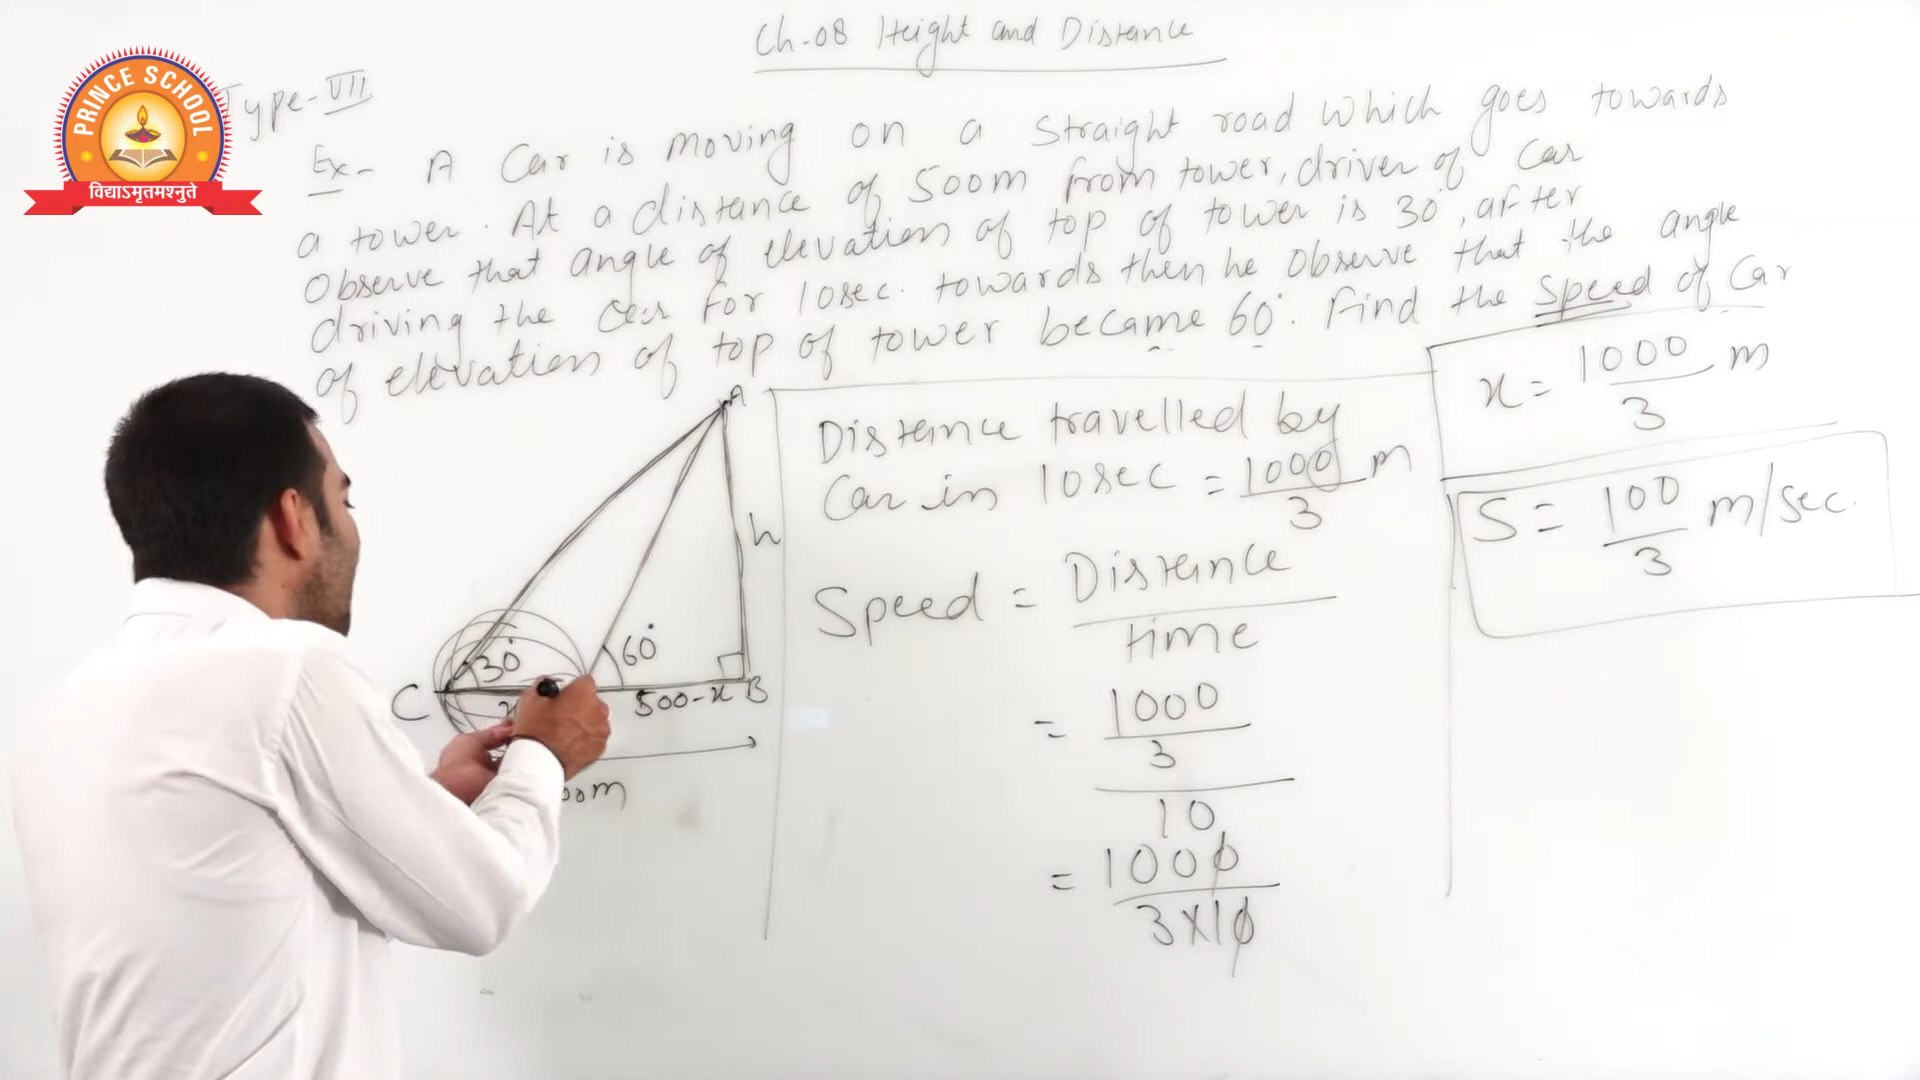 Ch-08 Height and Distance
PRINCE SCHOOL
विद्याऽमृतमश्नुते
Type-VII
Ex- A Car is moving on a straight road which goes towards
a tower. At a distance of 500m from tower, driver of Car
Observe that angle of elevation of top of tower is 30°, after
driving the Car for 10sec. towards then he observe that the angle
of elevation of top of tower became 60°. Find the speed of Car
A
h
30°
60°
C
500-x
B
Distance travelled by
Car in 10sec = 1000/3 m
Speed = Distance/time
= 1000/3
10
= 1000/3×10
x = 1000/3 m
S = 100/3 m/sec.